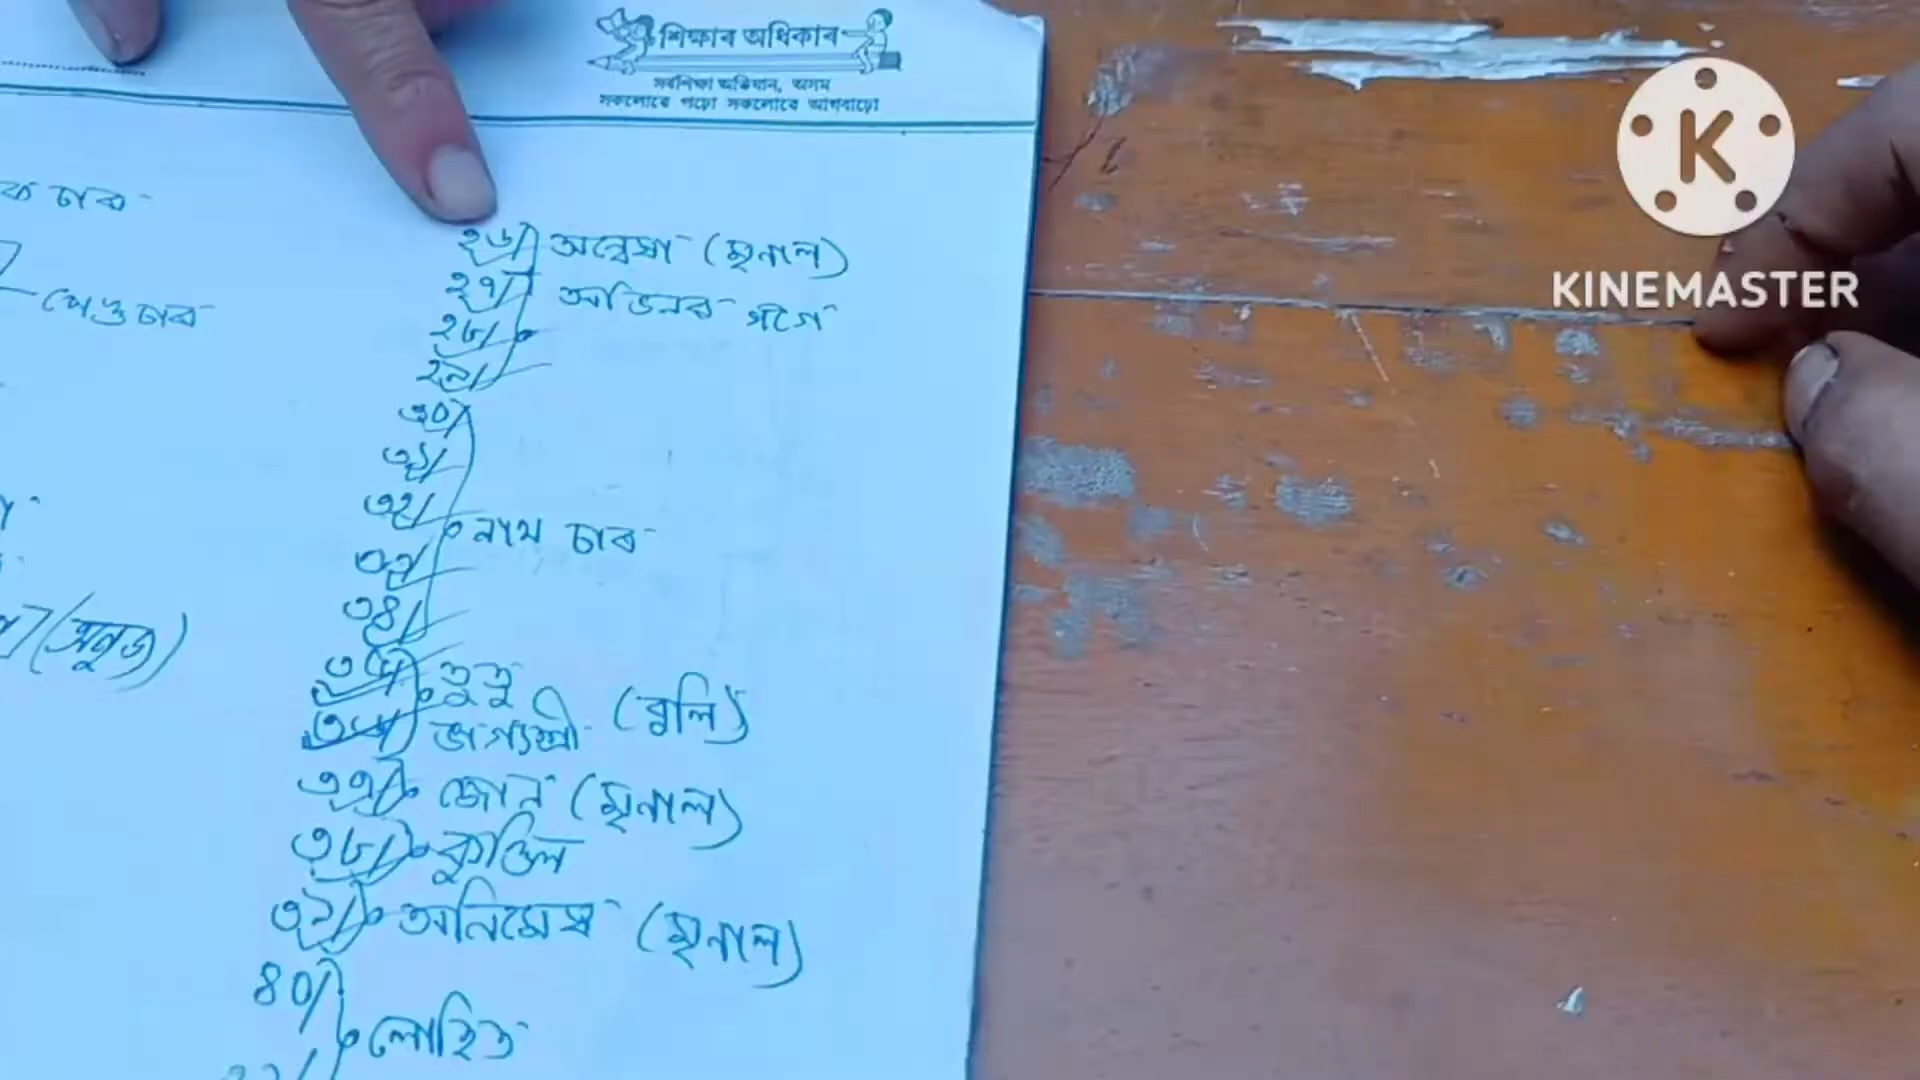 শিক্ষাৰ অধিকাৰ
সৰ্বশিক্ষা অভিযান, অসম
সকলোৱে পঢ়ো সকলোৱে আগবাঢ়ো
KINEMASTER
চাৰ
২৬/ অন্বেষা (মৃনাল)
২৭/ অভিনৱ গগৈ
পেণ্ড চাৰ
২৮/
২৯/
৩০/
৩১/
৩২/
নাথ চাৰ
৩৩/
৩৪/
(অনুজ)
৩৫/ তুতু
৩৬/ ভাগ্যশ্ৰী (বুলি)
৩৭/ জোন (মৃনাল)
৩৮/ কুণ্ডিল
৩৯/ অনিমেষ (মৃনাল)
৪০/
লোহিত